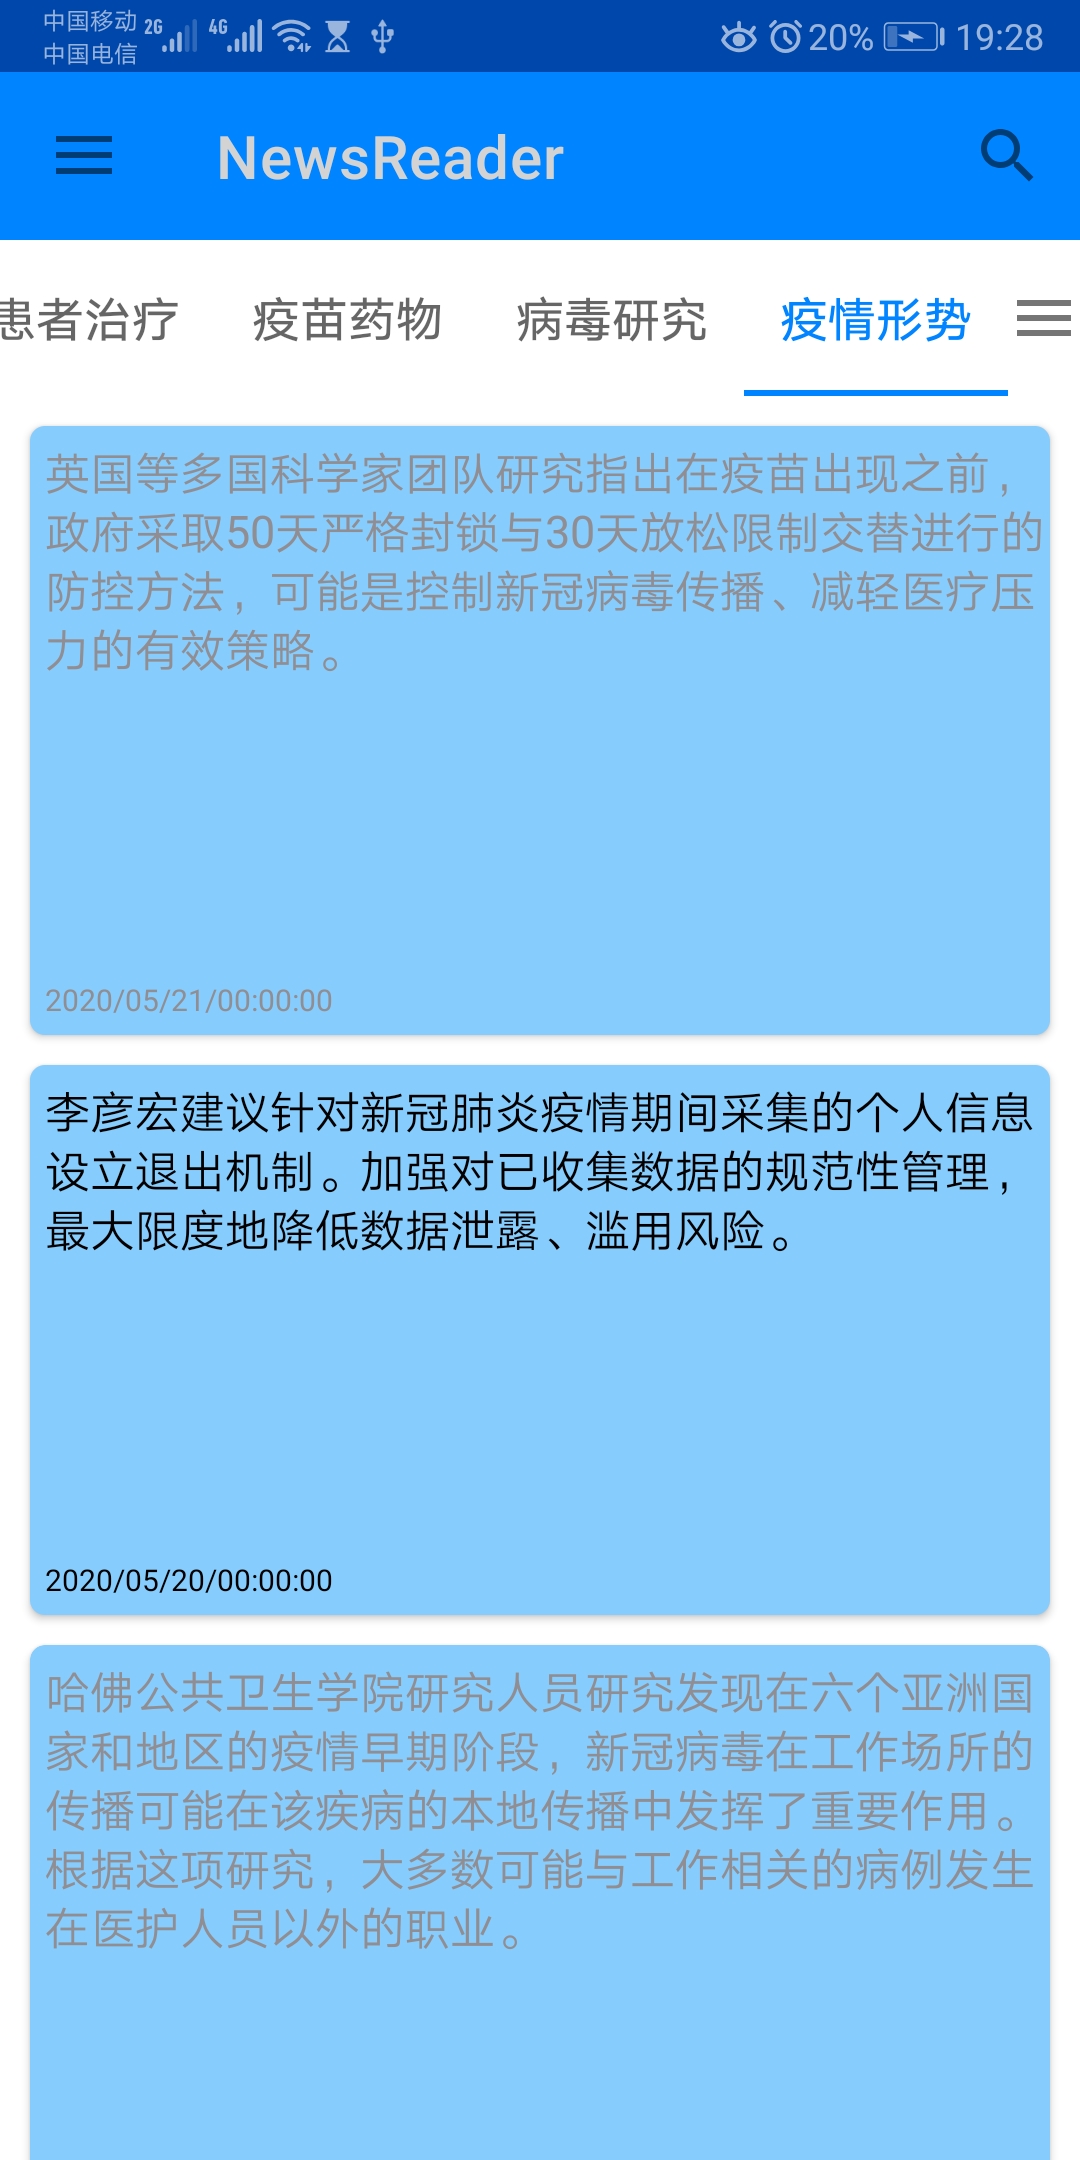 中国移动 2G 4G 20% 19:28
中国电信
NewsReader
患者治疗 疫苗药物 病毒研究 疫情形势
英国等多国科学家团队研究指出在疫苗出现之前，
政府采取50天严格封锁与30天放松限制交替进行的
防控方法，可能是控制新冠病毒传播、减轻医疗压
力的有效策略。
2020/05/21/00:00:00
李彦宏建议针对新冠肺炎疫情期间采集的个人信息
设立退出机制。加强对已收集数据的规范性管理，
最大限度地降低数据泄露、滥用风险。
2020/05/20/00:00:00
哈佛公共卫生学院研究人员研究发现在六个亚洲国
家和地区的疫情早期阶段，新冠病毒在工作场所的
传播可能在该疾病的本地传播中发挥了重要作用。
根据这项研究，大多数可能与工作相关的病例发生
在医护人员以外的职业。